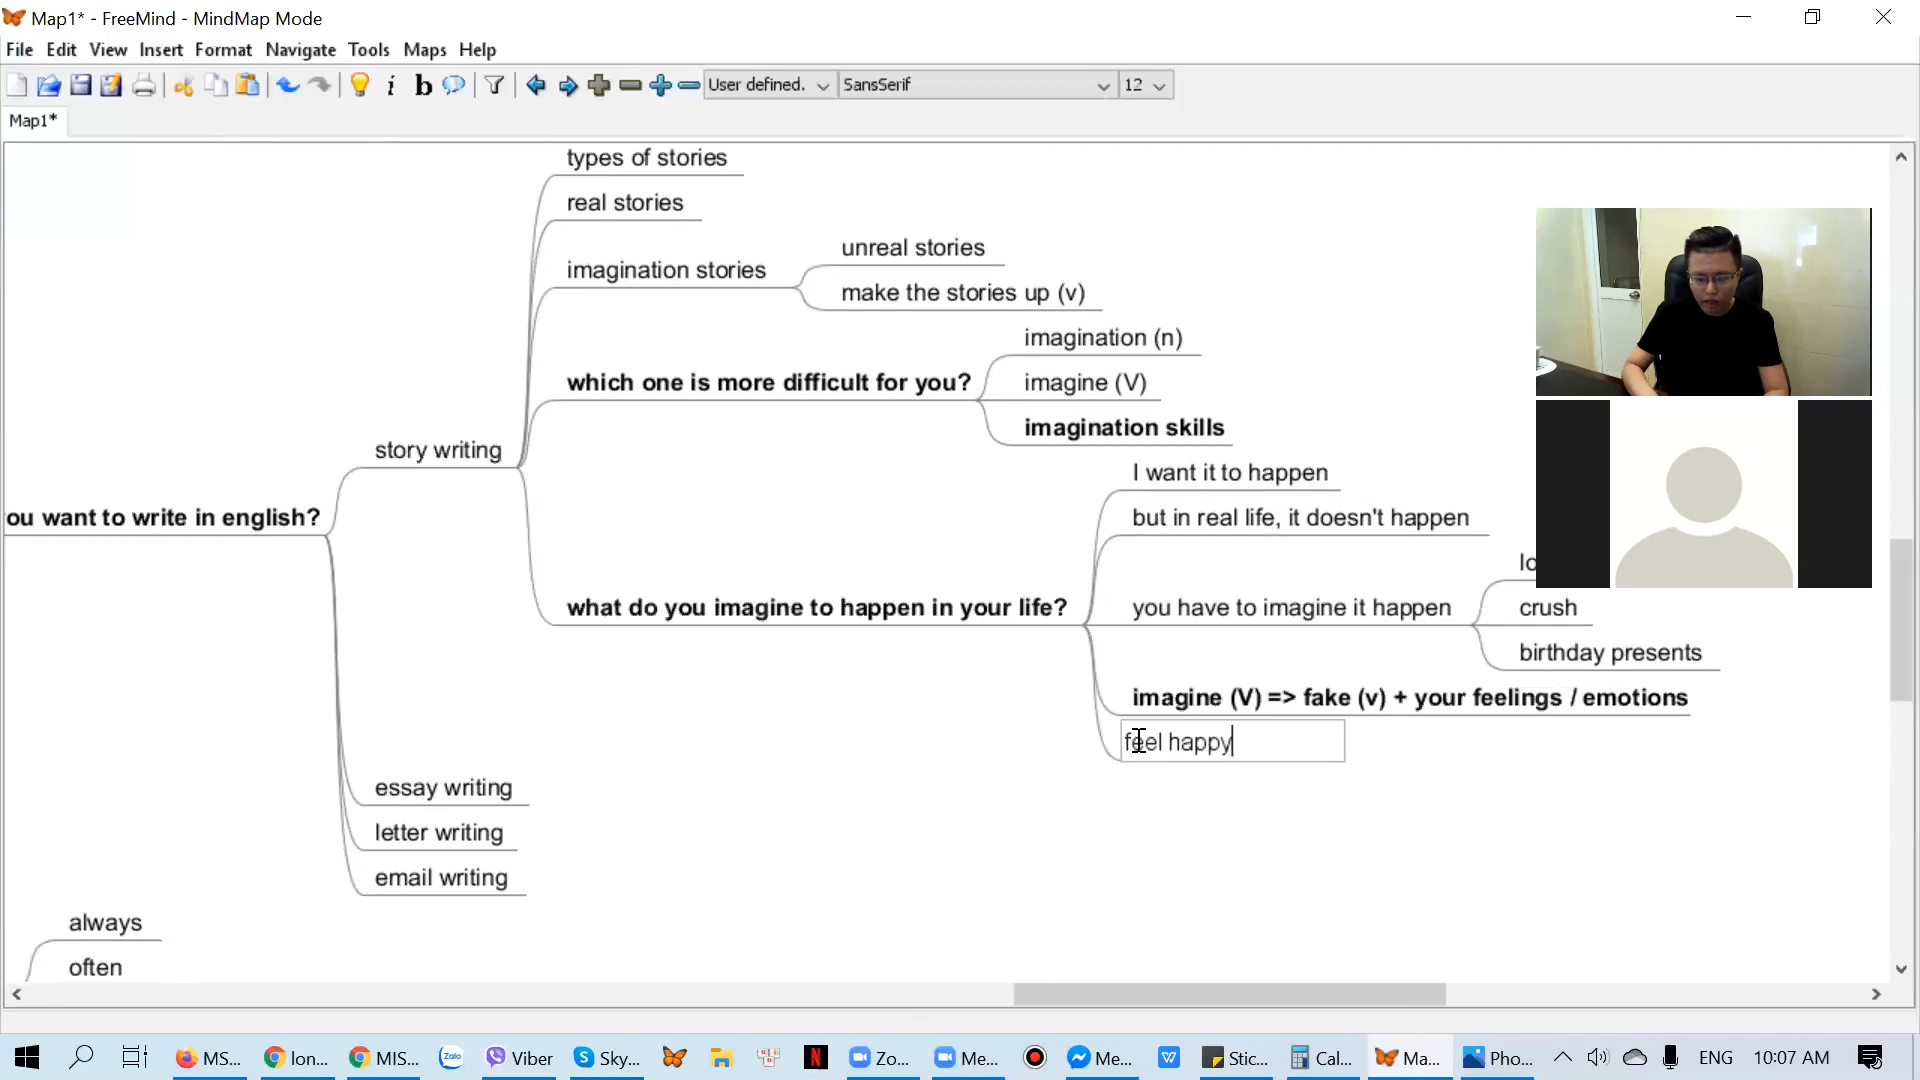 Map1* - FreeMind - MindMap Mode
File Edit View Insert Format Navigate Tools Maps Help
i b User defined. SansSerif 12
Map1*
types of stories
real stories
unreal stories
imagination stories
make the stories up (v)
imagination (n)
which one is more difficult for you?
imagine (V)
imagination skills
story writing
I want it to happen
ou want to write in english?
but in real life, it doesn't happen
lo
what do you imagine to happen in your life?
you have to imagine it happen
crush
birthday presents
imagine (V) => fake (v) + your feelings / emotions
feel happy
essay writing
letter writing
email writing
always
often
MS... lon... MIS... Zalo Viber Sky... N Zo... Me... Me... W Stic... Cal... Ma... Pho... ENG 10:07 AM